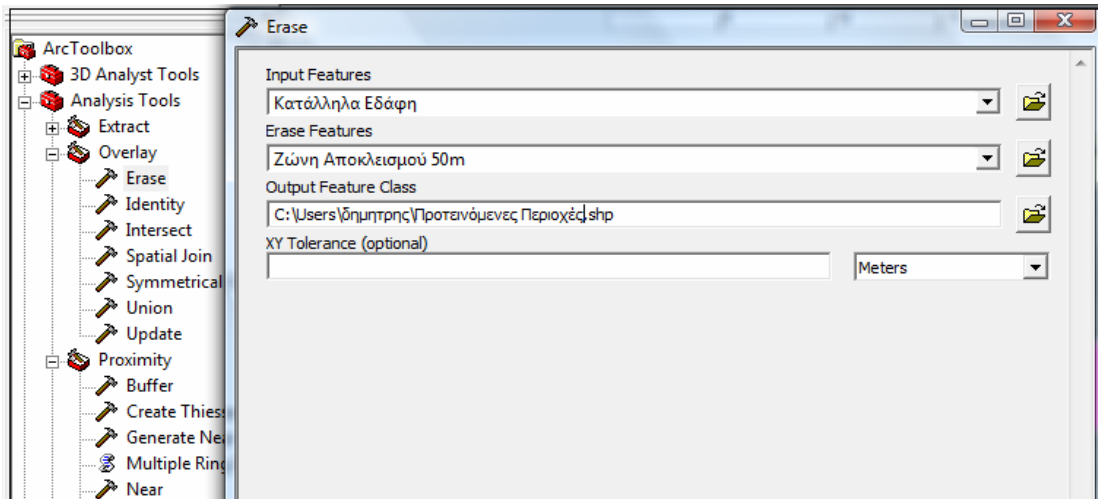 ArcToolbox
3D Analyst Tools
Analysis Tools
Extract
Overlay
Erase
Identity
Intersect
Spatial Join
Symmetrical
Union
Update
Proximity
Buffer
Create Thies
Generate Nea
Multiple Ring
Near
Erase
Input Features
Κατάλληλα Εδάφη
Erase Features
Ζώνη Αποκλεισμού 50m
Output Feature Class
C:\Users\δημητρης\Προτεινόμενες Περιοχές.shp
XY Tolerance (optional)
Meters